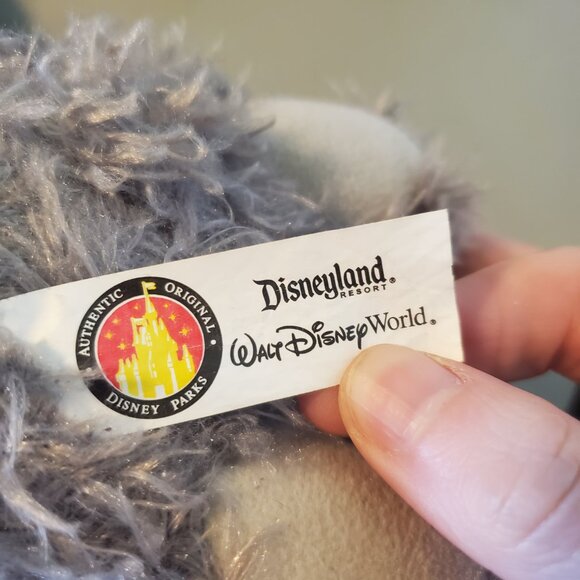 AUTHENTIC ORIGINAL •
DISNEY PARKS
Disneyland®
RESORT
Walt Disney World®